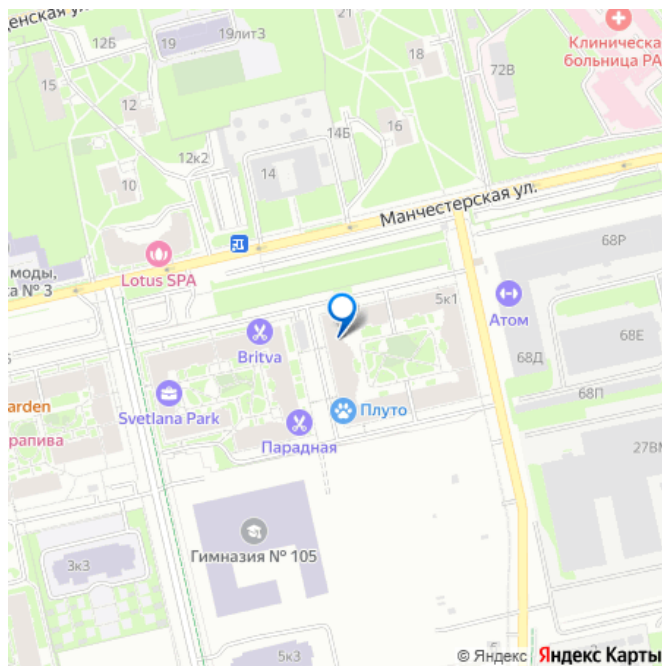 денская ул.
21
12Б
19
19литЗ
Клиническа
больница РА
15
18
72В
12
16
14Б
12к2
14
10
Манчестерская ул.
68Р
Lotus SPA
моды,
а № 3
5к1
Атом
Britva
68Е
68Д
arden
Svetlana Park
Плуто
68П
рапива
Парадная
27ВМ
Гимназия № 105
3к3
5к3
© Яндекс Яндекс Карты